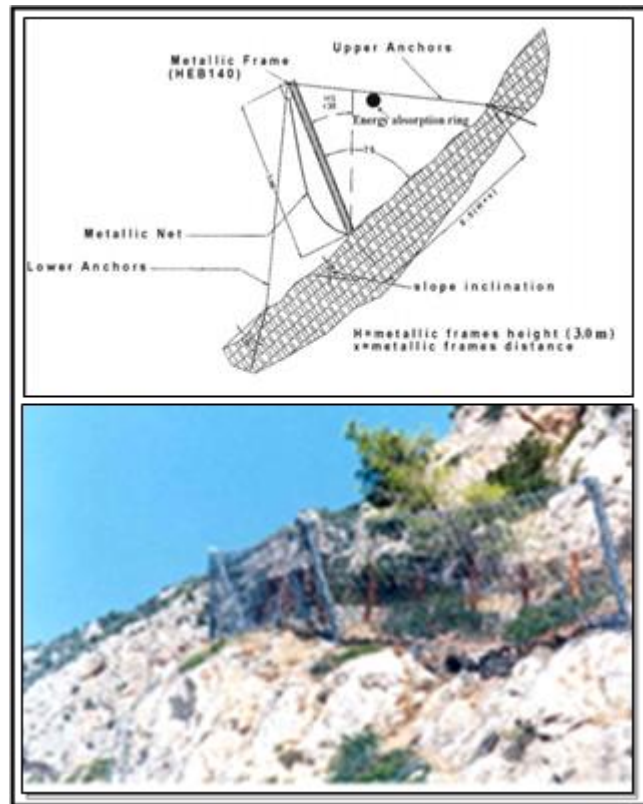 Metallic Frame
(HEB140)
Upper Anchors
Energy absorption ring
Metallic Net
Lower Anchors
slope inclination
H=metallic frames height (3.0m)
x=metallic frames distance